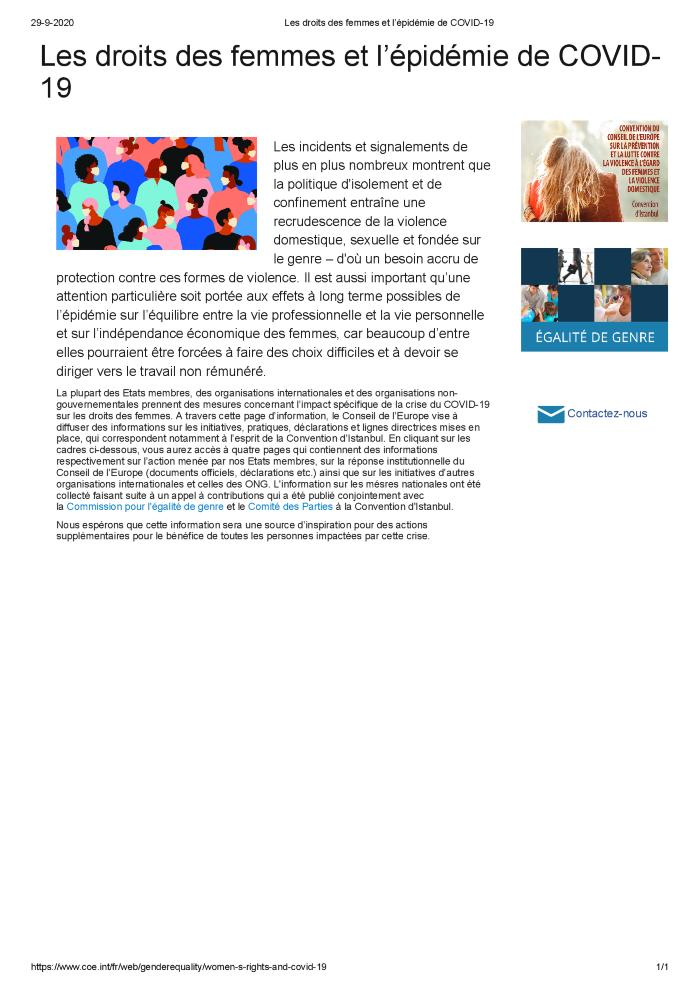 29-9-2020
Les droits des femmes et l'épidémie de COVID-19
Les droits des femmes et l'épidémie de COVID-
19
Les incidents et signalements de
plus en plus nombreux montrent que
la politique d'isolement et de
confinement entraîne une
recrudescence de la violence
domestique, sexuelle et fondée sur
le genre – d'où un besoin accru de
protection contre ces formes de violence. Il est aussi important qu'une
attention particulière soit portée aux effets à long terme possibles de
l'épidémie sur l'équilibre entre la vie professionnelle et la vie personnelle
et sur l'indépendance économique des femmes, car beaucoup d'entre
elles pourraient être forcées à faire des choix difficiles et à devoir se
diriger vers le travail non rémunéré.
La plupart des Etats membres, des organisations internationales et des organisations non-
gouvernementales prennent des mesures concernant l'impact spécifique de la crise du COVID-19
sur les droits des femmes. A travers cette page d'information, le Conseil de l'Europe vise à
diffuser des informations sur les initiatives, pratiques, déclarations et lignes directrices mises en
place, qui correspondent notamment à l'esprit de la Convention d'Istanbul. En cliquant sur les
cadres ci-dessous, vous aurez accès à quatre pages qui contiennent des informations
respectivement sur l'action menée par nos Etats membres, sur la réponse institutionnelle du
Conseil de l'Europe (documents officiels, déclarations etc.) ainsi que sur les initiatives d'autres
organisations internationales et celles des ONG. L'information sur les mésres nationales ont été
collecté faisant suite à un appel à contributions qui a été publié conjointement avec
la Commission pour l'égalité de genre et le Comité des Parties à la Convention d'Istanbul.
Nous espérons que cette information sera une source d'inspiration pour des actions
supplémentaires pour le bénéfice de toutes les personnes impactées par cette crise.
CONVENTION DU
CONSEIL DE L'EUROPE
SUR LA PRÉVENTION
ET LA LUTTE CONTRE
LA VIOLENCE À L'ÉGARD
DES FEMMES ET
LA VIOLENCE
DOMESTIQUE
Convention
d'Istanbul
ÉGALITÉ DE GENRE
Contactez-nous
https://www.coe.int/fr/web/genderequality/women-s-rights-and-covid-19
1/1